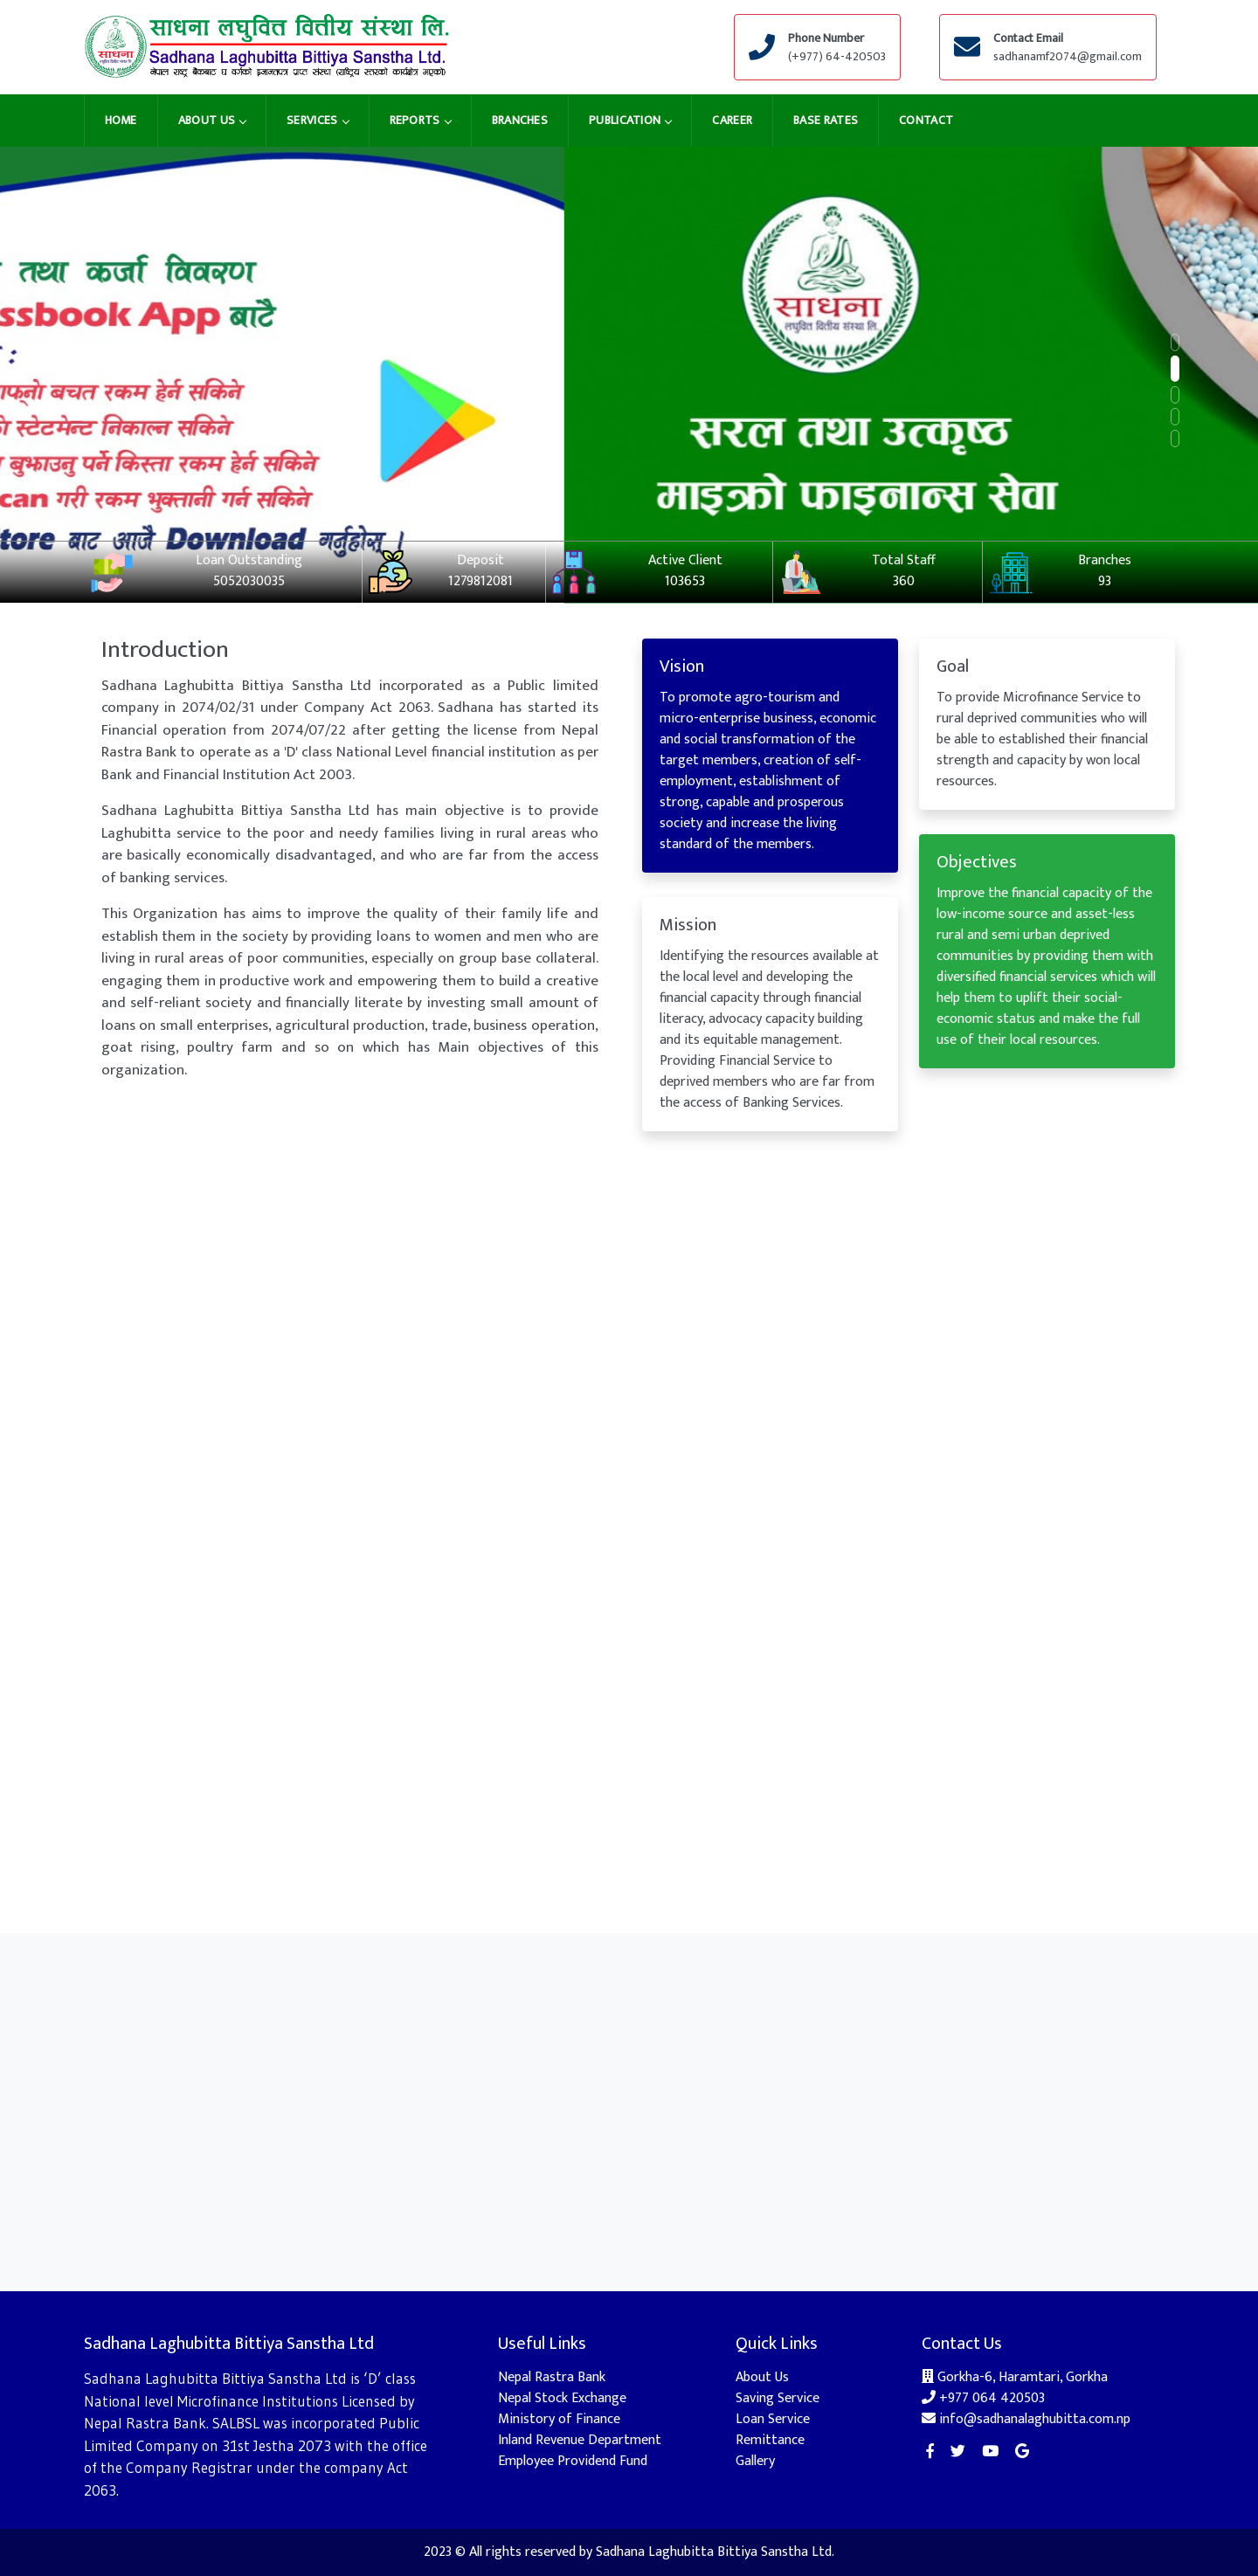 साधना लघुवित्त वित्तीय संस्था लि.
Sadhana Laghubitta Bittiya Sanstha Ltd.
Phone Number
(+977) 64-420503
Contact Email
sadhanamf2074@gmail.com
HOME
ABOUT US
SERVICES
REPORTS
BRANCHES
PUBLICATION
CAREER
BASE RATES
CONTACT
तथा कर्जा विवरण
ssbook App बाटै
:
फ्नो बचत रकम हेर्न सकिने
स्टेटमेन्ट निकाल्न सकिने
बुझाउनु पर्ने किस्ता रकम हेर्न सकिने
can गरी रकम भुक्तानी गर्न सकिने
tore बाट आजै Download गर्नुहोस् ।
साधना
लघुवित्त वित्तीय संस्था लि.
सरल तथा उत्कृष्ठ
माइक्रो फाइनान्स सेवा
Loan Outstanding
5052030035
Deposit
1279812081
Active Client
103653
Total Staff
360
Branches
93
Introduction
Sadhana Laghubitta Bittiya Sanstha Ltd incorporated as a Public limited
company in 2074/02/31 under Company Act 2063. Sadhana has started its
Financial operation from 2074/07/22 after getting the license from Nepal
Rastra Bank to operate as a 'D' class National Level financial institution as per
Bank and Financial Institution Act 2003.
Sadhana Laghubitta Bittiya Sanstha Ltd has main objective is to provide
Laghubitta service to the poor and needy families living in rural areas who
are basically economically disadvantaged, and who are far from the access
of banking services.
This Organization has aims to improve the quality of their family life and
establish them in the society by providing loans to women and men who are
living in rural areas of poor communities, especially on group base collateral.
engaging them in productive work and empowering them to build a creative
and self-reliant society and financially literate by investing small amount of
loans on small enterprises, agricultural production, trade, business operation,
goat rising, poultry farm and so on which has Main objectives of this
organization.
Vision
To promote agro-tourism and
micro-enterprise business, economic
and social transformation of the
target members, creation of self-
employment, establishment of
strong, capable and prosperous
society and increase the living
standard of the members.
Mission
Identifying the resources available at
the local level and developing the
financial capacity through financial
literacy, advocacy capacity building
and its equitable management.
Providing Financial Service to
deprived members who are far from
the access of Banking Services.
Goal
To provide Microfinance Service to
rural deprived communities who will
be able to established their financial
strength and capacity by won local
resources.
Objectives
Improve the financial capacity of the
low-income source and asset-less
rural and semi urban deprived
communities by providing them with
diversified financial services which will
help them to uplift their social-
economic status and make the full
use of their local resources.
Sadhana Laghubitta Bittiya Sanstha Ltd
Sadhana Laghubitta Bittiya Sanstha Ltd is ‘D’ class
National level Microfinance Institutions Licensed by
Nepal Rastra Bank. SALBSL was incorporated Public
Limited Company on 31st Jestha 2073 with the office
of the Company Registrar under the company Act
2063.
Useful Links
Nepal Rastra Bank
Nepal Stock Exchange
Ministory of Finance
Inland Revenue Department
Employee Providend Fund
Quick Links
About Us
Saving Service
Loan Service
Remittance
Gallery
Contact Us
Gorkha-6, Haramtari, Gorkha
+977 064 420503
info@sadhanalaghubitta.com.np
2023 © All rights reserved by Sadhana Laghubitta Bittiya Sanstha Ltd.